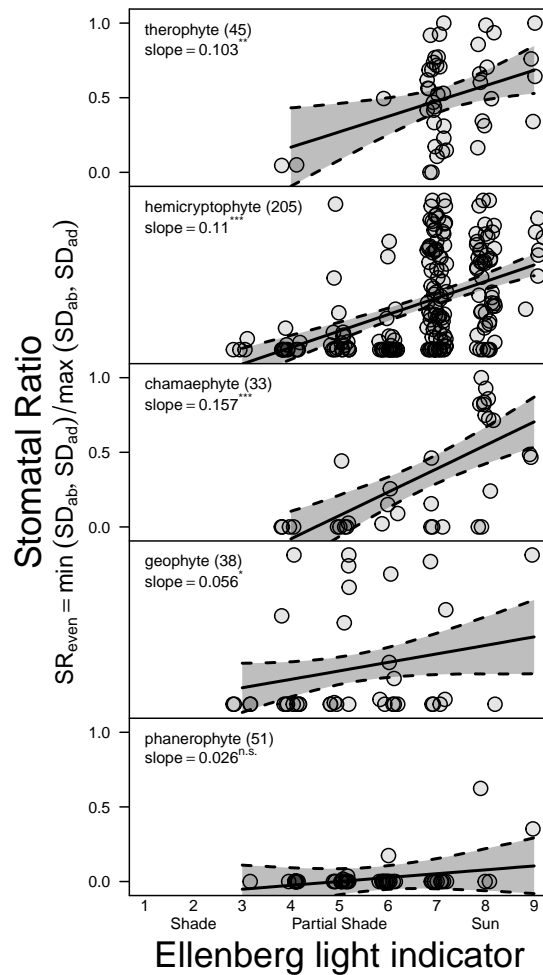 therophyte (45)
slope = 0.103**
1.0
0.5
0.0
hemicryptophyte (205)
slope = 0.11***
chamaephyte (33)
slope = 0.157***
1.0
0.5
0.0
geophyte (38)
slope = 0.056*
phanerophyte (51)
slope = 0.026n.s.
1.0
0.5
0.0
Stomatal Ratio
SReven = min (SDab, SDad) / max (SDab, SDad)
1 2 3 4 5 6 7 8 9
Shade Partial Shade Sun
Ellenberg light indicator